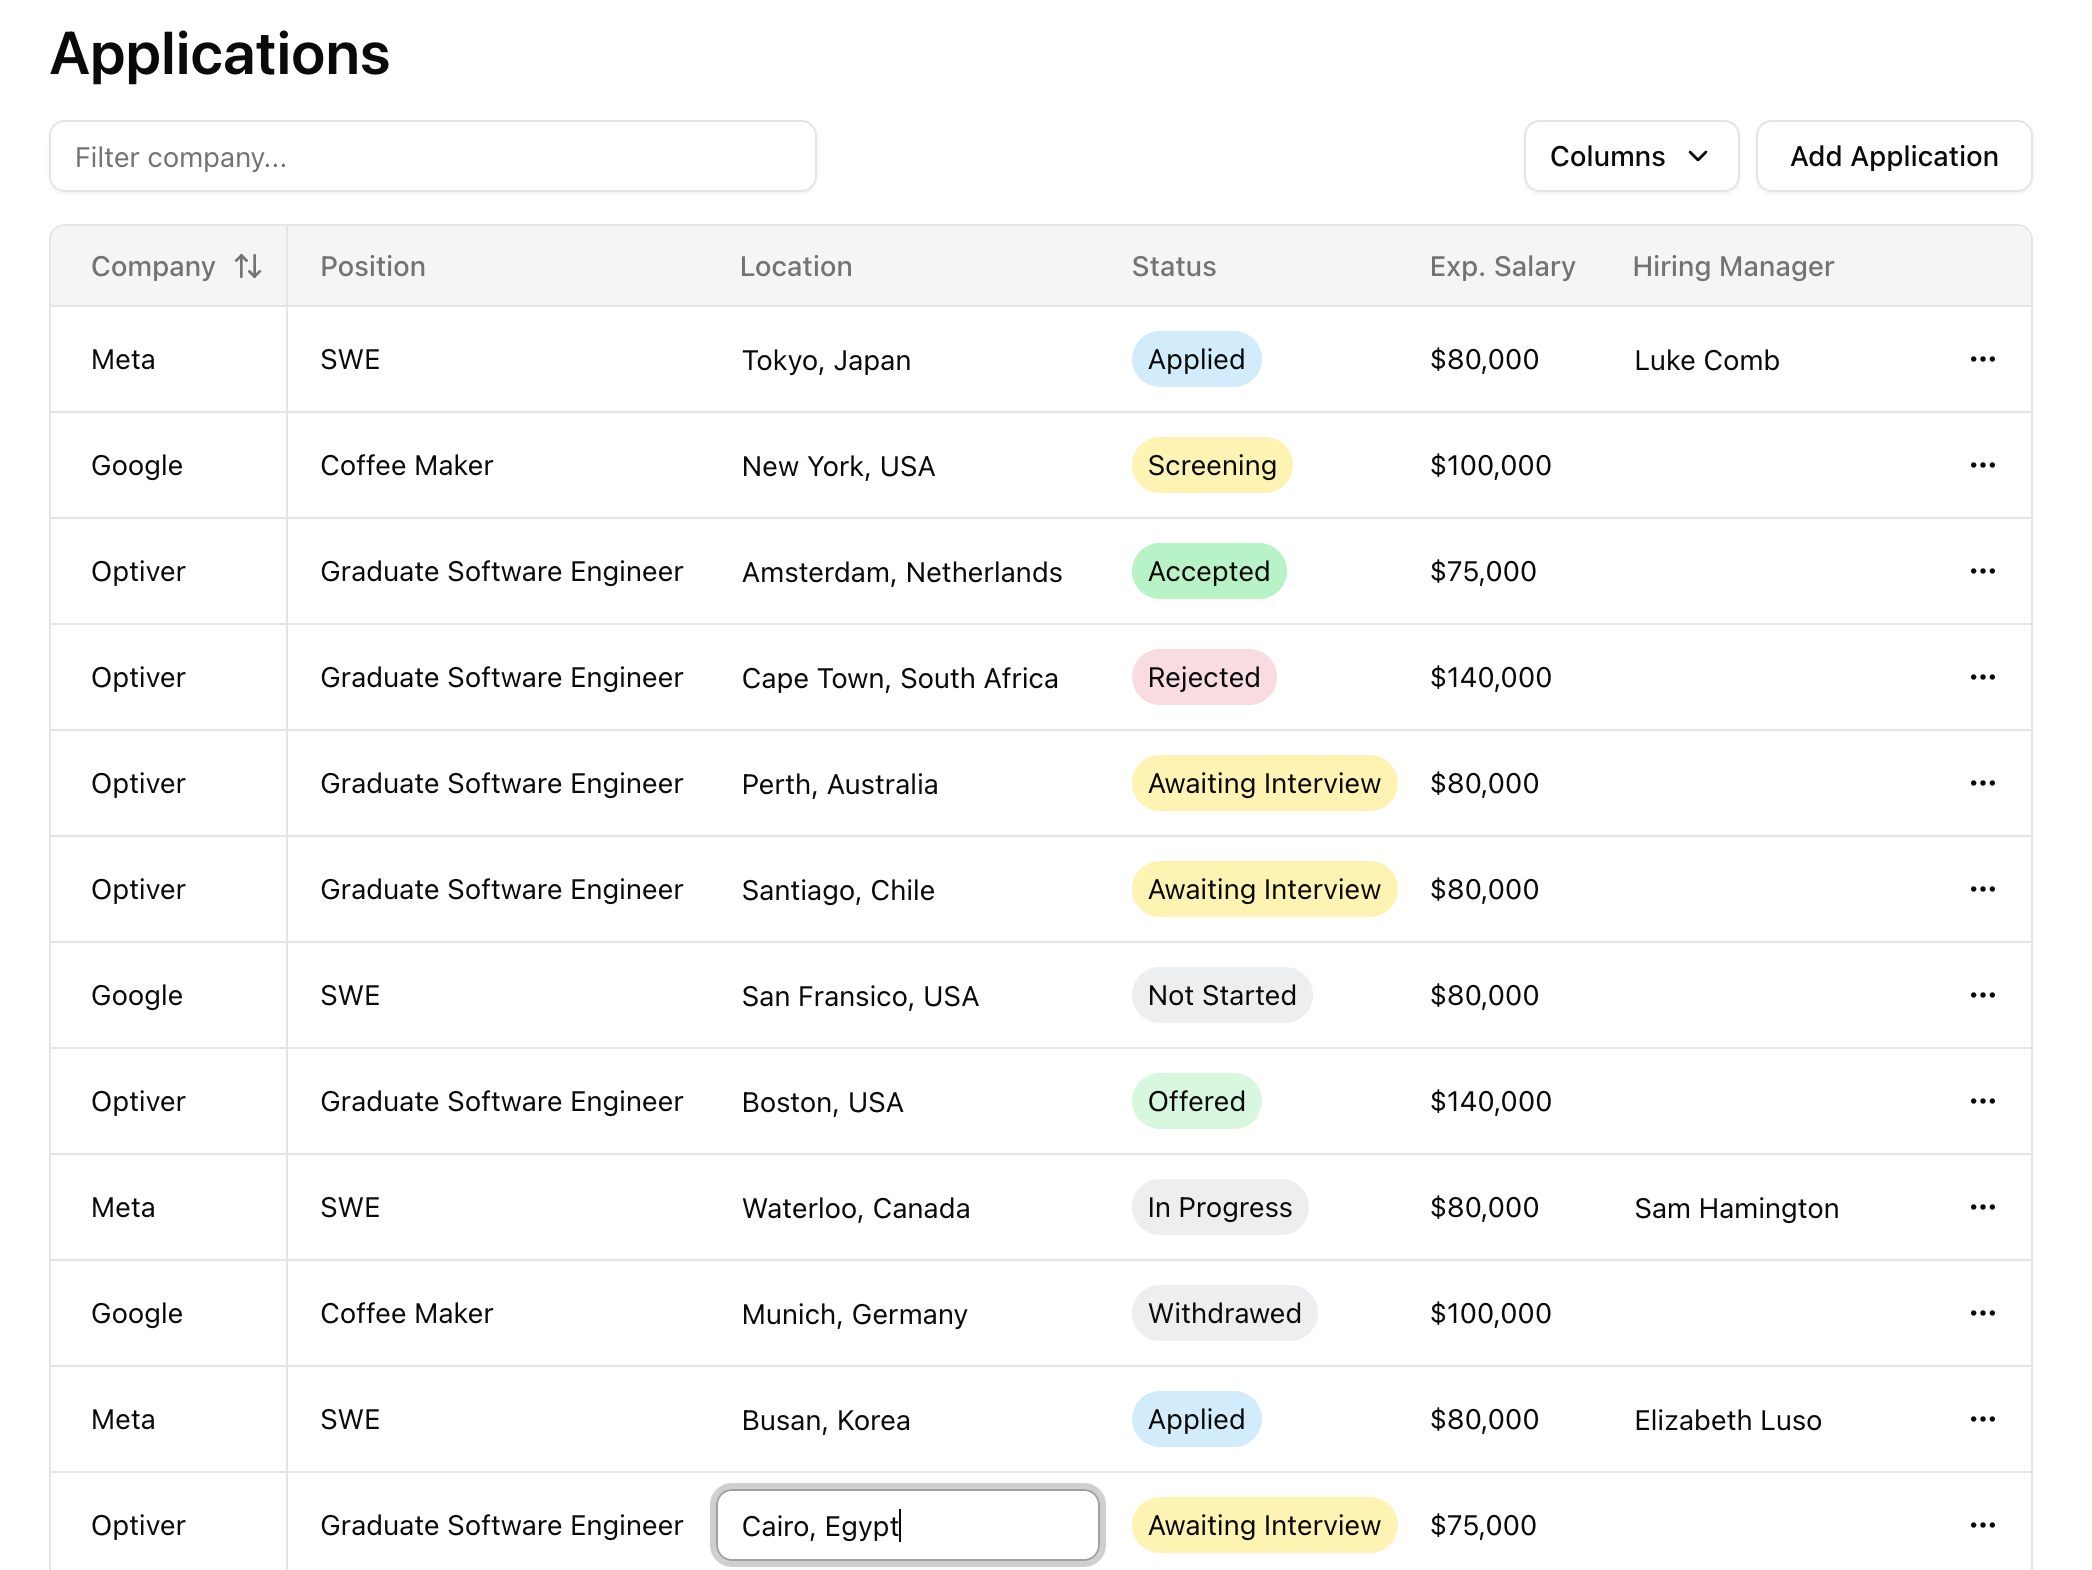 Applications
Filter company...
Columns
Add Application
Company Position Location Status Exp. Salary Hiring Manager
Meta SWE Tokyo, Japan Applied $80,000 Luke Comb
Google Coffee Maker New York, USA Screening $100,000
Optiver Graduate Software Engineer Amsterdam, Netherlands Accepted $75,000
Optiver Graduate Software Engineer Cape Town, South Africa Rejected $140,000
Optiver Graduate Software Engineer Perth, Australia Awaiting Interview $80,000
Optiver Graduate Software Engineer Santiago, Chile Awaiting Interview $80,000
Google SWE San Fransico, USA Not Started $80,000
Optiver Graduate Software Engineer Boston, USA Offered $140,000
Meta SWE Waterloo, Canada In Progress $80,000 Sam Hamington
Google Coffee Maker Munich, Germany Withdrawed $100,000
Meta SWE Busan, Korea Applied $80,000 Elizabeth Luso
Optiver Graduate Software Engineer Cairo, Egypt Awaiting Interview $75,000